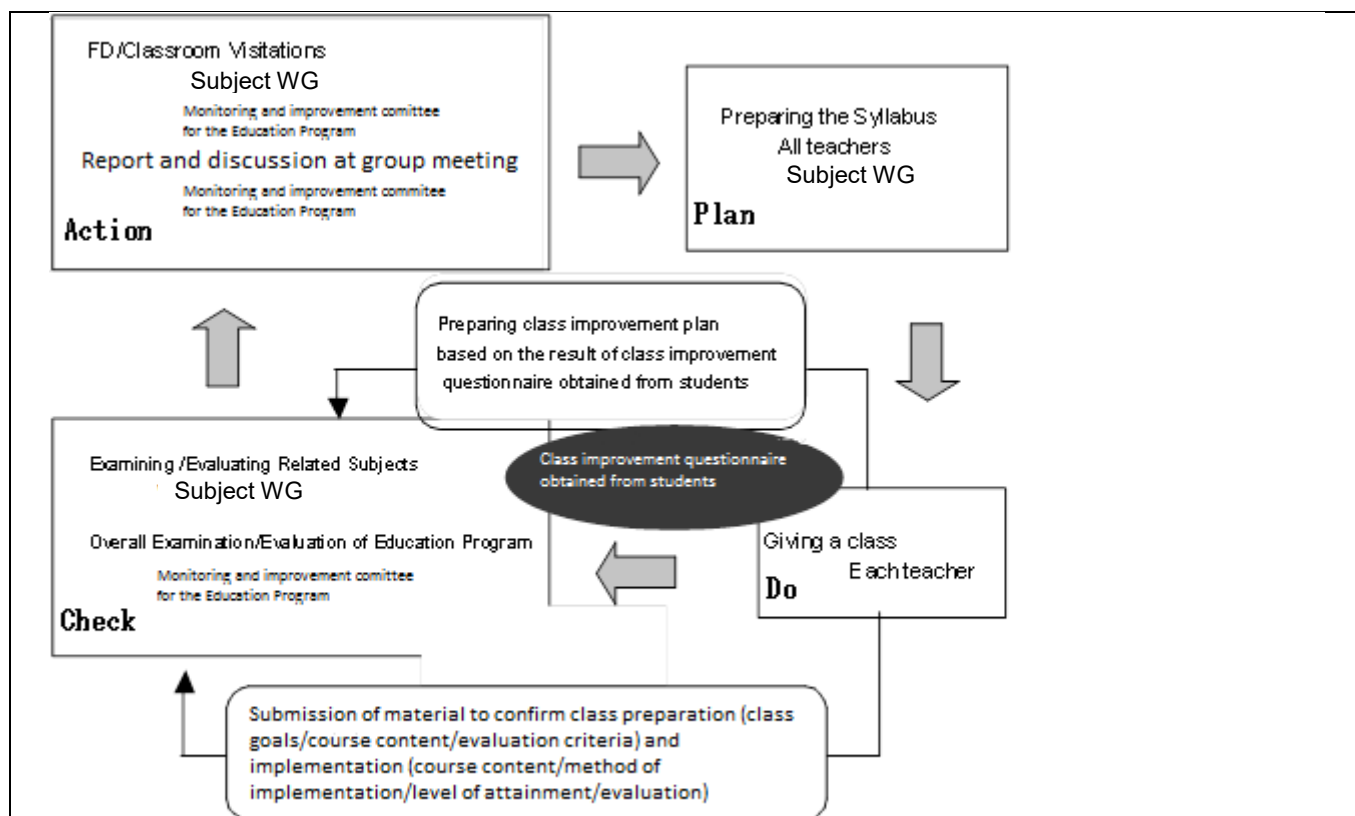 FD/Classroom Visitations
Subject WG
Monitoring and improvement comittee
for the Education Program
Report and discussion at group meeting
Monitoring and improvement commitee
for the Education Program
Action
Preparing the Syllabus
All teachers
Subject WG
Plan
Preparing class improvement plan
based on the result of class improvement
questionnaire obtained from students
Class improvement questionnaire
obtained from students
Examining /Evaluating Related Subjects
Subject WG
Overall Examination/Evaluation of Education Program
Monitoring and improvement comittee
for the Education Program
Check
Giving a class
Each teacher
Do
Submission of material to confirm class preparation (class
goals/course content/evaluation criteria) and
implementation (course content/method of
implementation/level of attainment/evaluation)